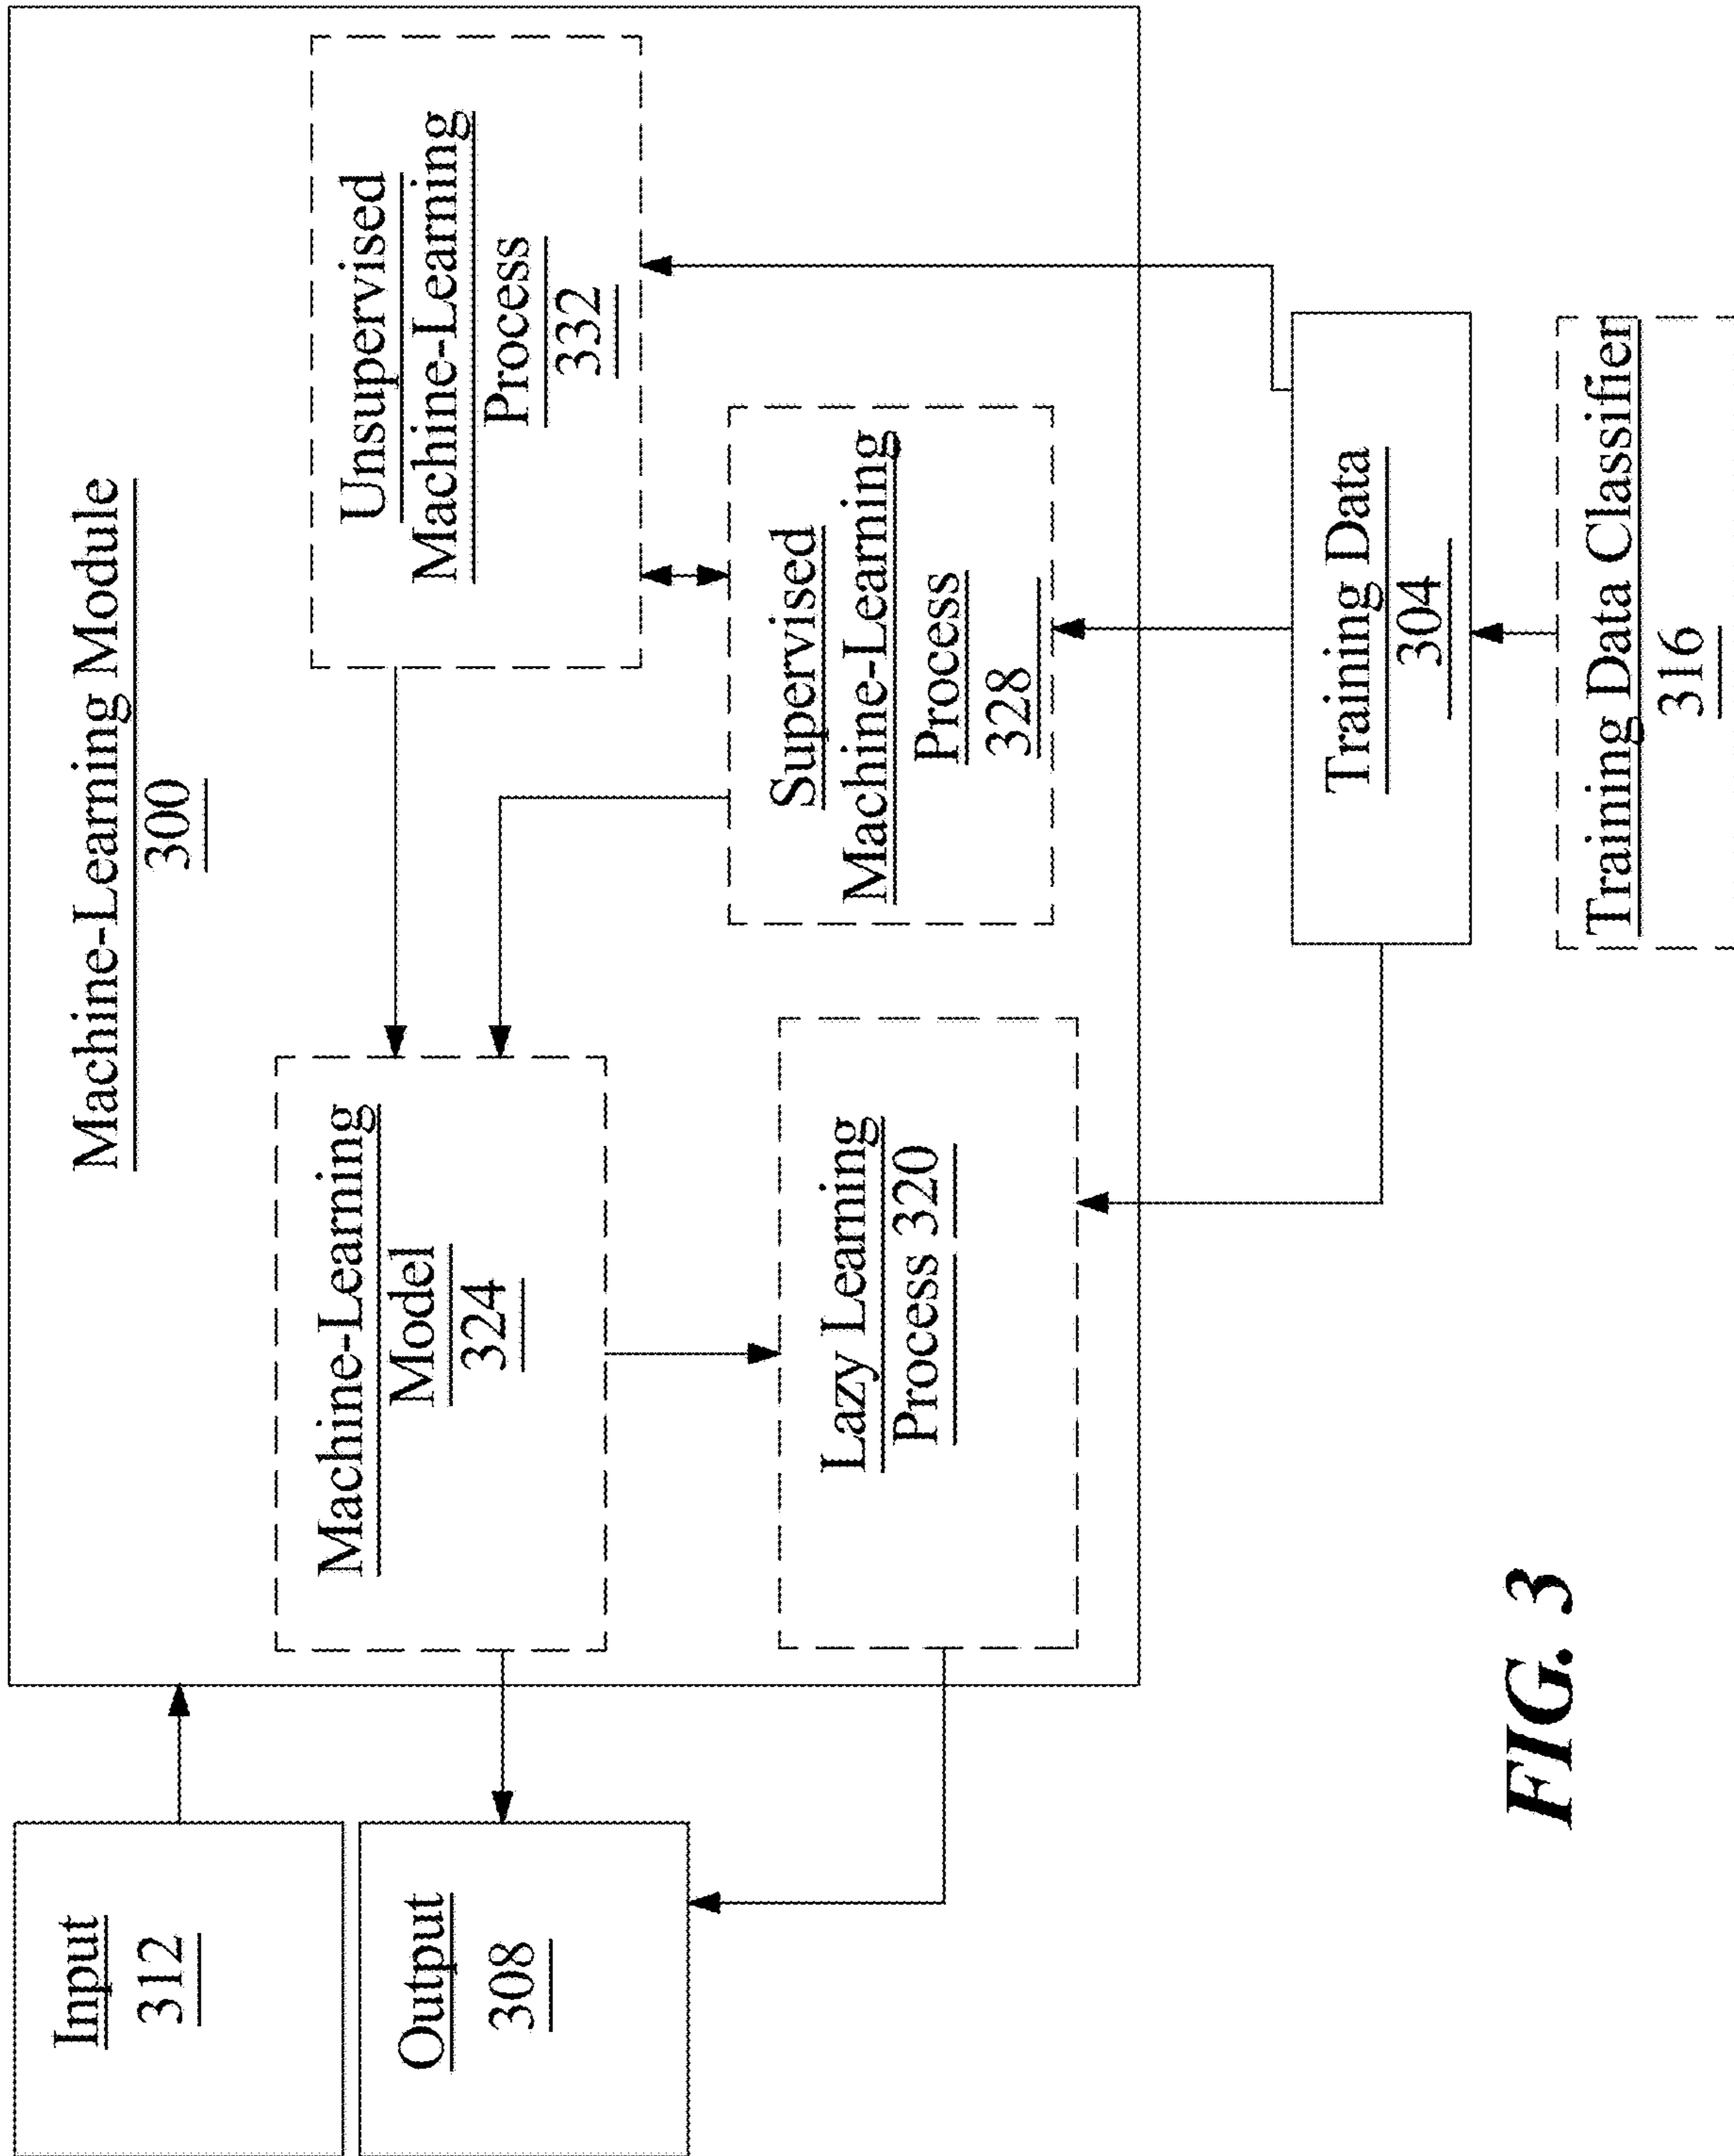 Machine-Learning Module
300
Input
312
Output
308
Machine-Learning
Model
324
Unsupervised
Machine-Learning
Process
332
Lazy Learning
Process 320
Supervised
Machine-Learning
Process
328
Training Data
304
Training Data Classifier
316
FIG. 3